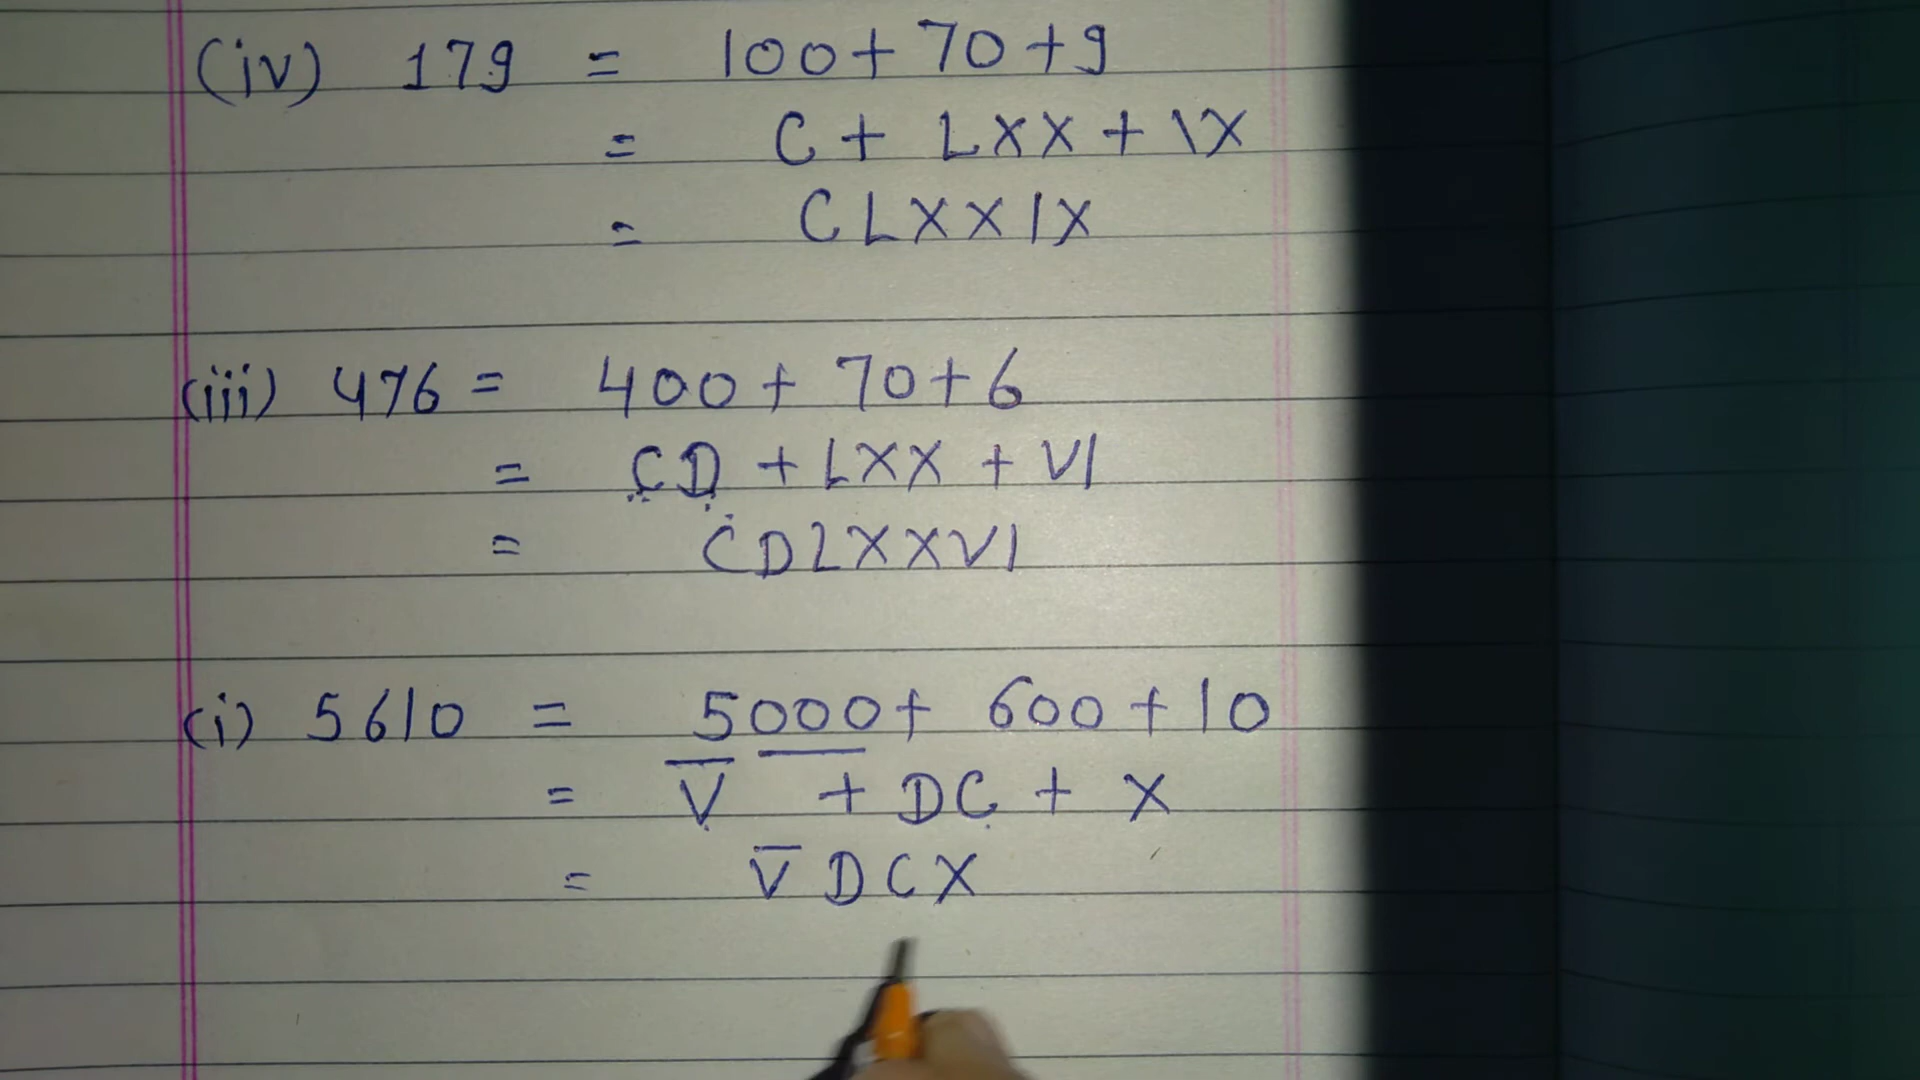 (iv) 179 = 100+ 70+9
= C + LXX + IX
= CLXXIX
(iii) 476 = 400+ 70+6
= CD + LXX + VI
= CDLXXVI
(i) 5610 = 5000+ 600+10
= V̅ + DC + X
= V̅DCX